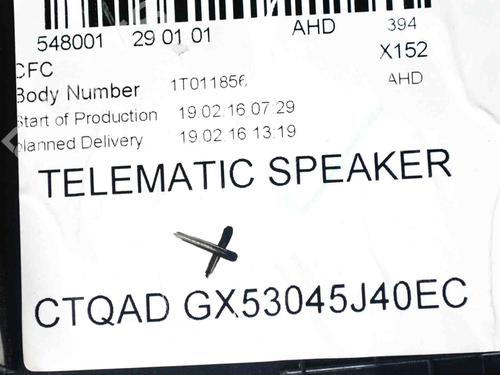 548001 29 01 01 AHD 394
X152
CFC AHD
Body Number 1T011856
Start of Production 19.02.16 07:29
Planned Delivery 19.02.16 13:19
TELEMATIC SPEAKER
CTQAD GX53045J40EC